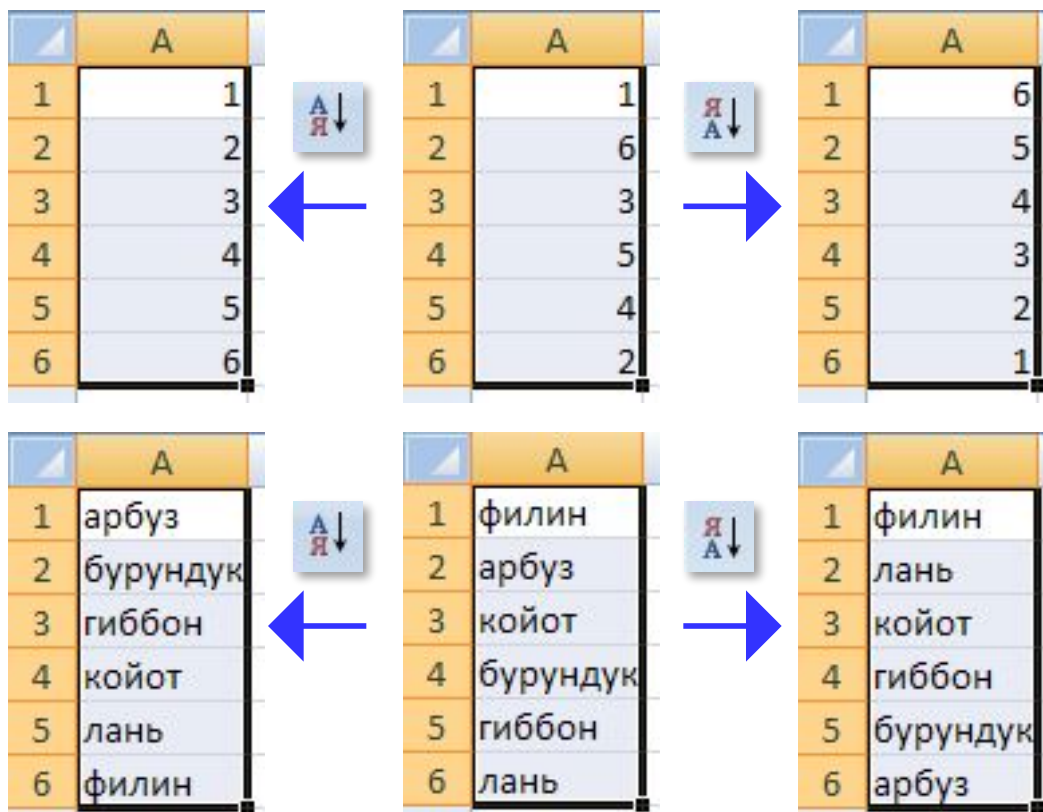 A
1 1
2 2
3 3
4 4
5 5
6 6
А
Я
A
1 1
2 6
3 3
4 5
5 4
6 2
Я
А
A
1 6
2 5
3 4
4 3
5 2
6 1
A
1 арбуз
2 бурундук
3 гиббон
4 койот
5 лань
6 филин
А
Я
A
1 филин
2 арбуз
3 койот
4 бурундук
5 гиббон
6 лань
Я
А
A
1 филин
2 лань
3 койот
4 гиббон
5 бурундук
6 арбуз